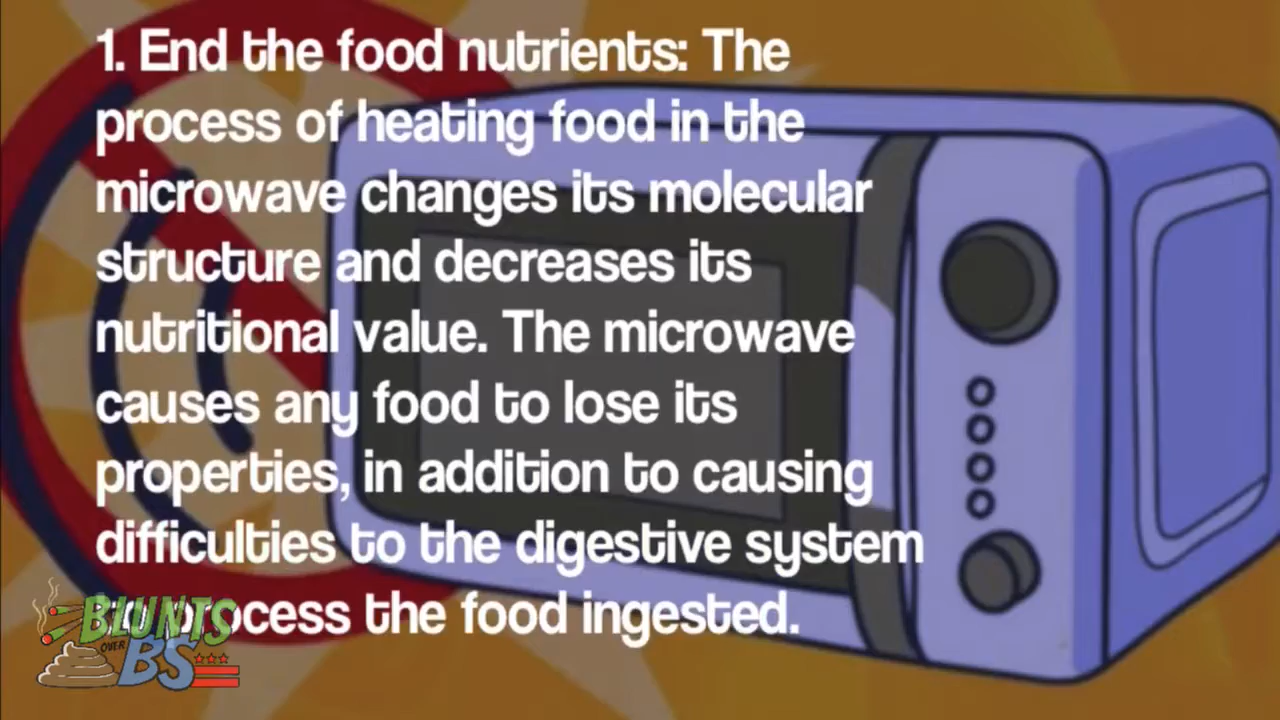 1. End the food nutrients: The
process of heating food in the
microwave changes its molecular
structure and decreases its
nutritional value. The microwave
causes any food to lose its
properties, in addition to causing
difficulties to the digestive system
to process the food ingested.
BLUNTS
OVER
BS